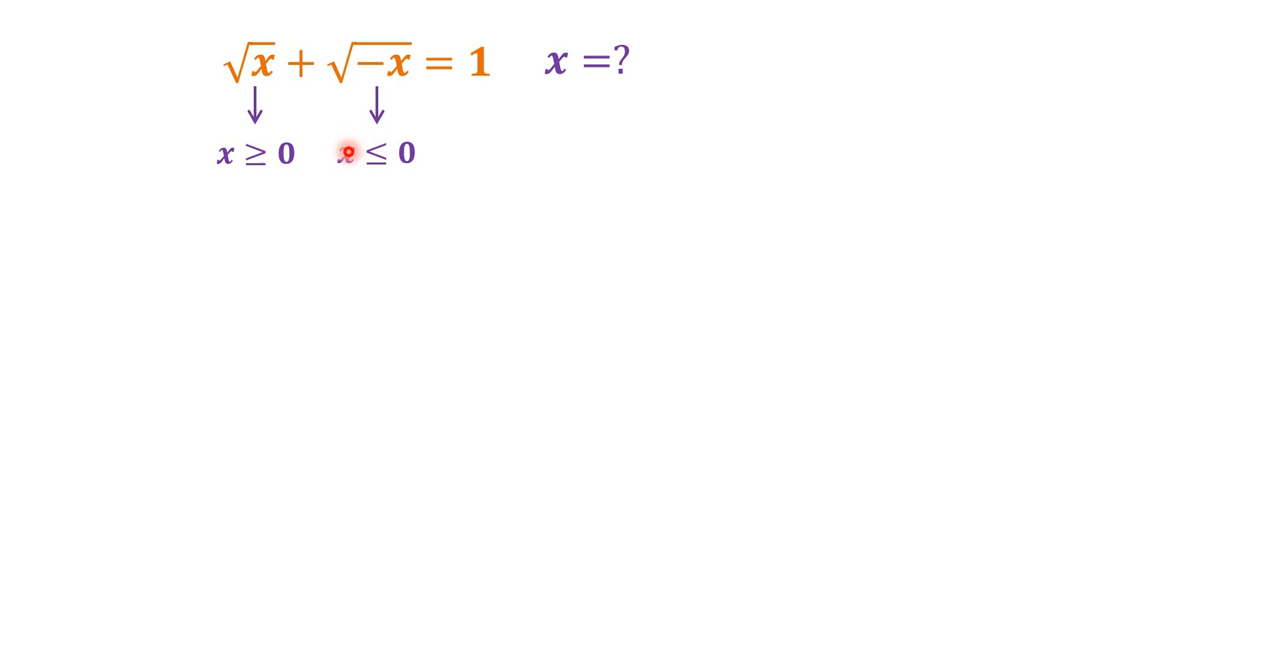 √x + √−x = 1 x =?
x ≥ 0 x ≤ 0